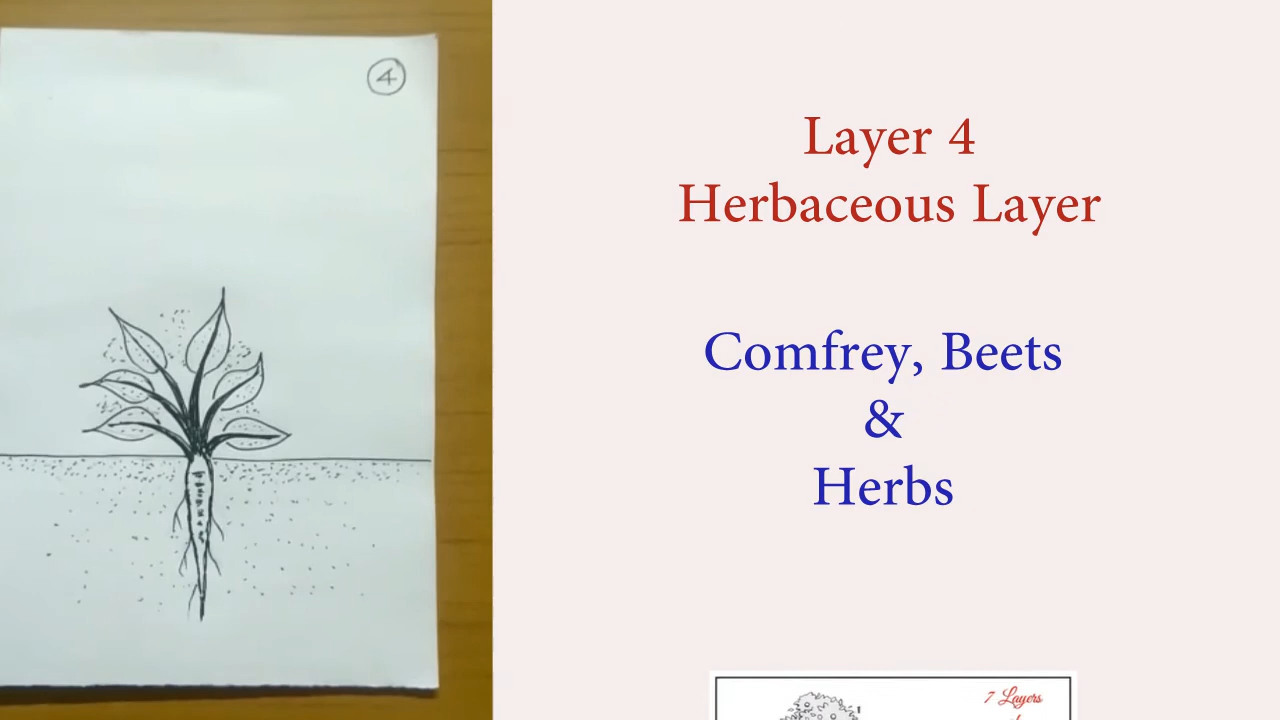 4
Layer 4
Herbaceous Layer
Comfrey, Beets
&
Herbs
7 Layers